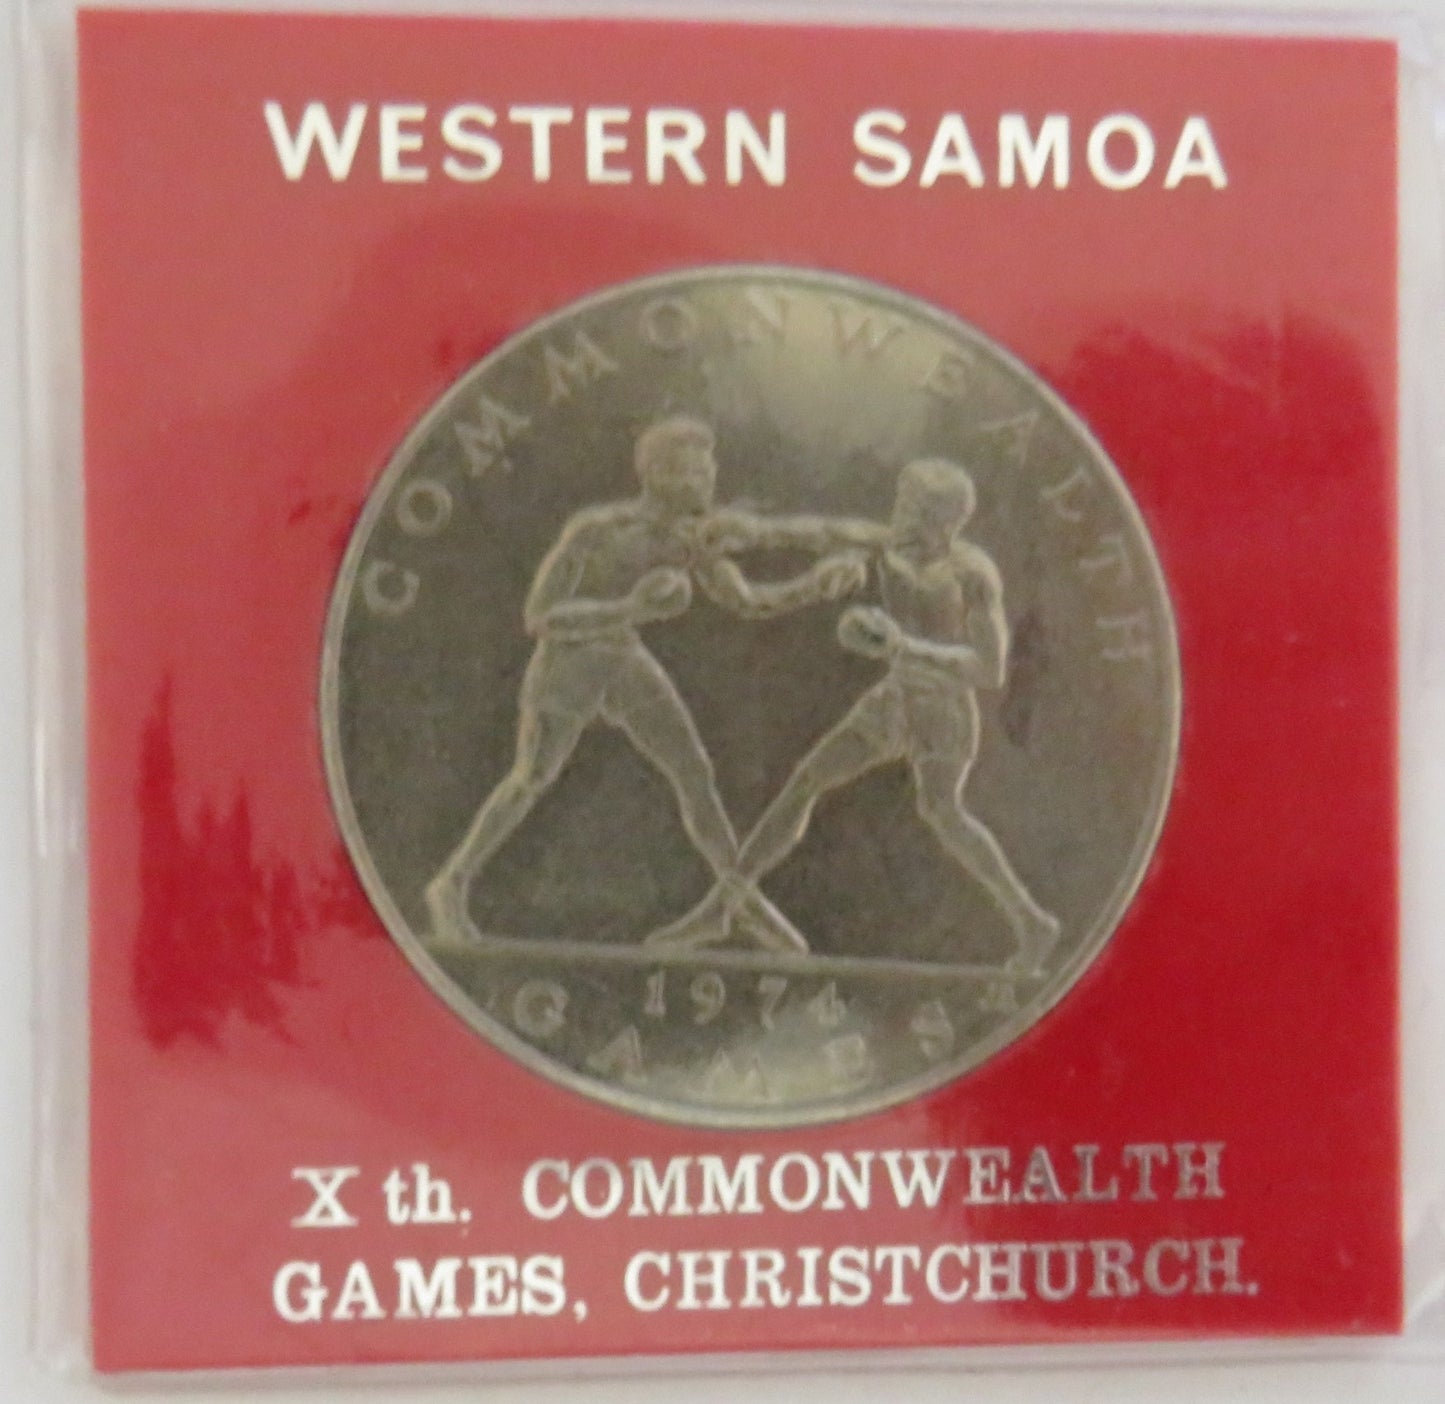 WESTERN SAMOA
COMMONWEALTH
1974
GAMES
X th. COMMONWEALTH
GAMES, CHRISTCHURCH.